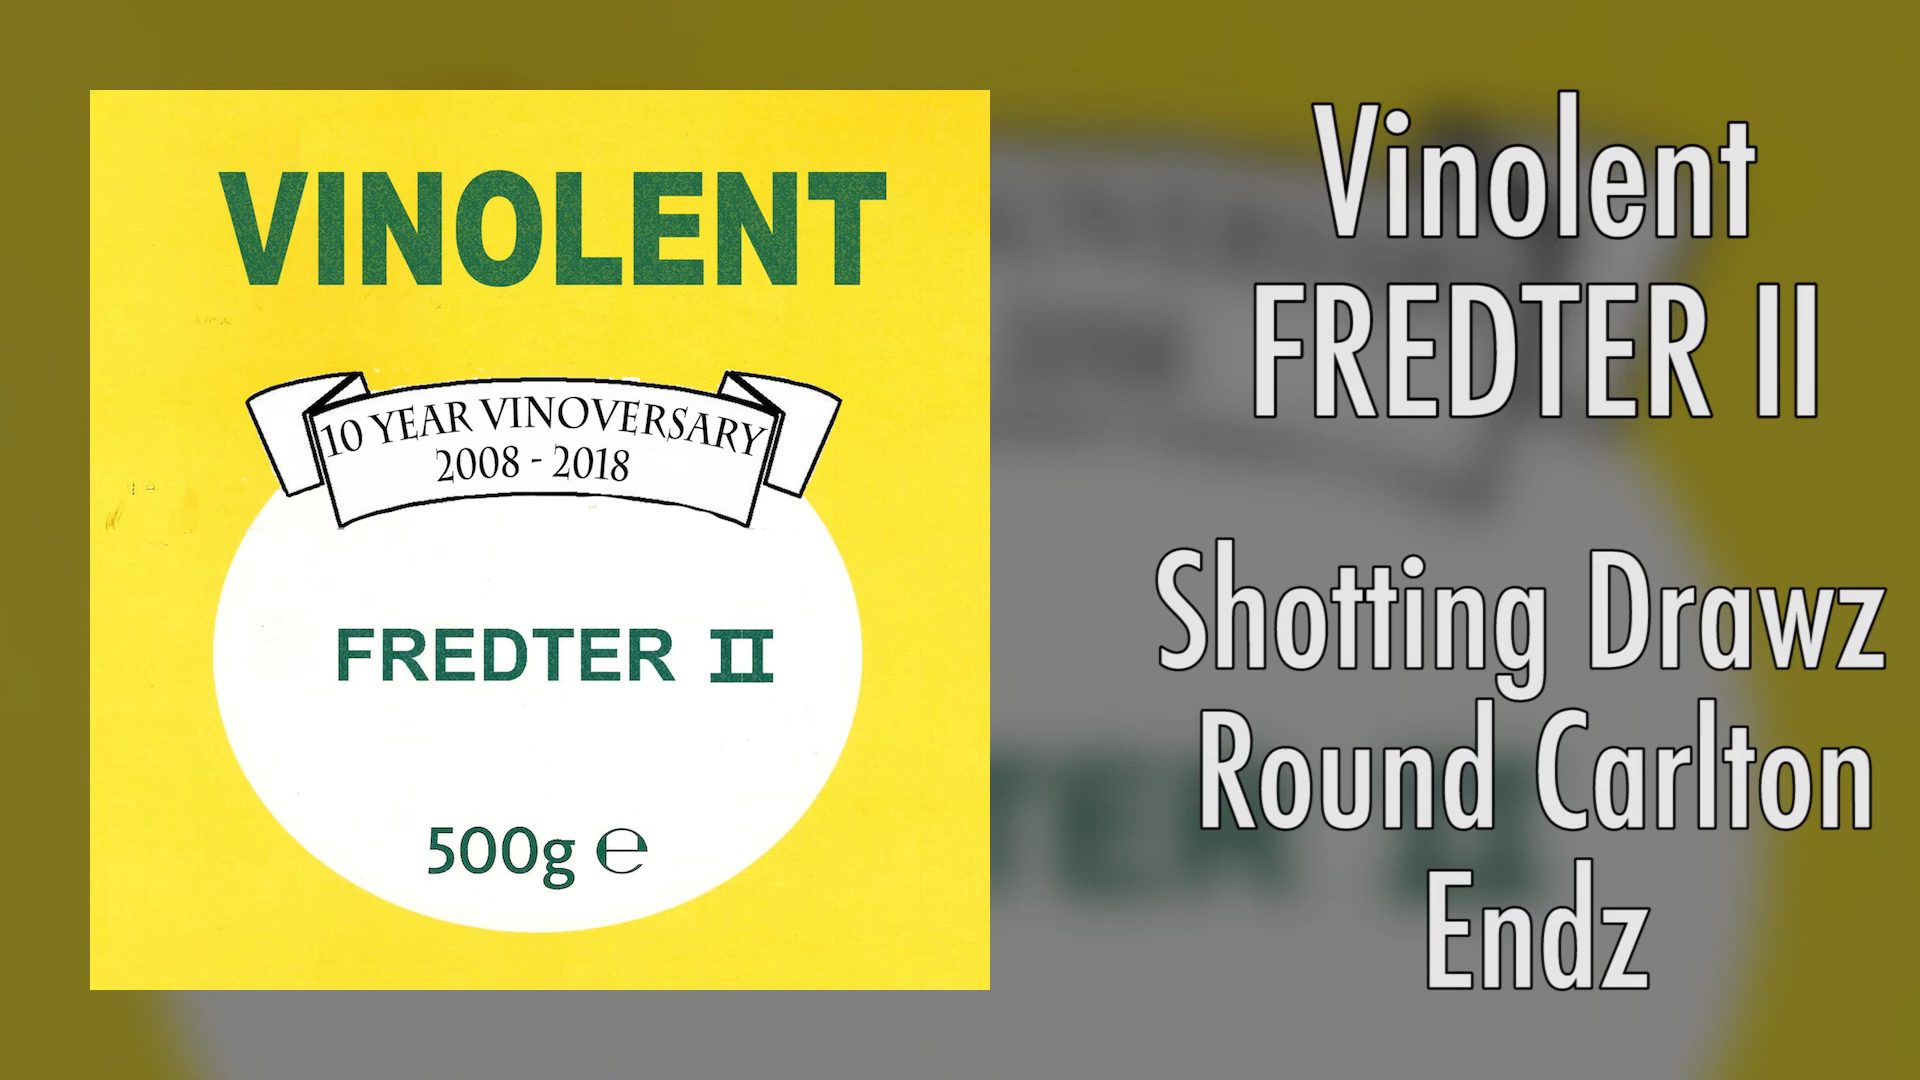 VINOLENT
10 YEAR VINOVERSARY
2008 - 2018
FREDTER II
500g ℮
Vinolent
FREDTER II
Shotting Drawz
Round Carlton
Endz